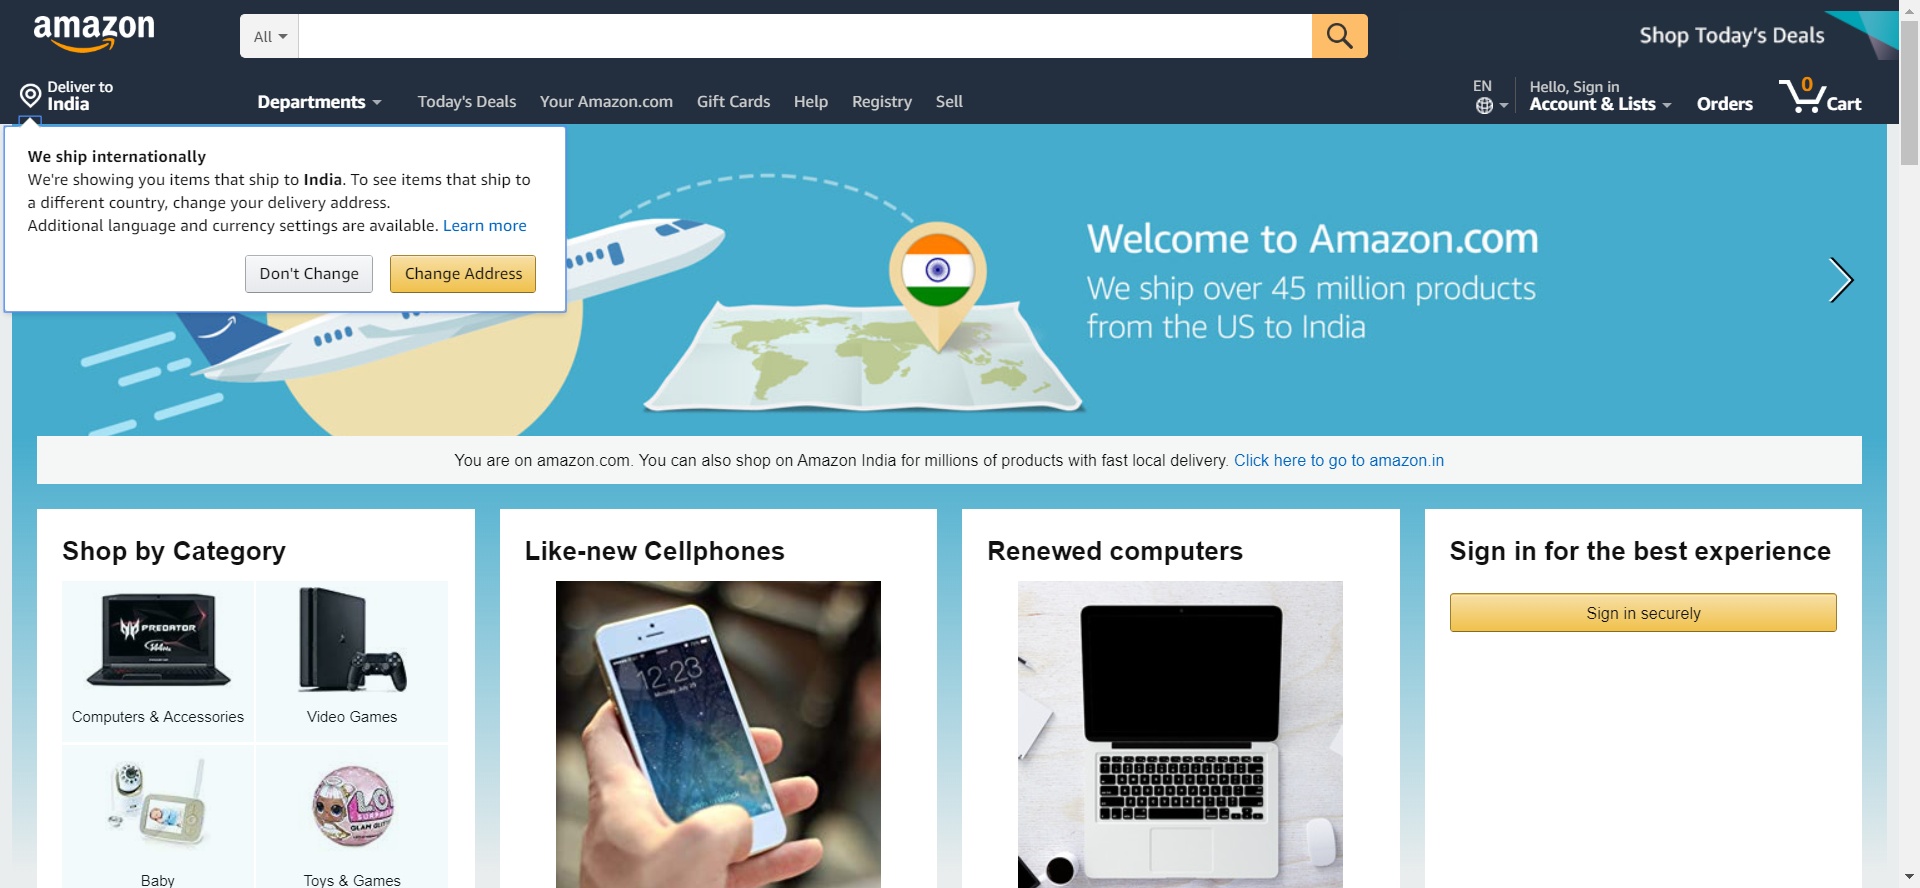 amazon
All
Shop Today's Deals
Deliver to
India
Departments
Today's Deals
Your Amazon.com
Gift Cards
Help
Registry
Sell
EN
Hello, Sign in
Account & Lists
Orders
0
Cart
We ship internationally
We're showing you items that ship to India. To see items that ship to
a different country, change your delivery address.
Additional language and currency settings are available. Learn more
Don't Change
Change Address
Welcome to Amazon.com
We ship over 45 million products
from the US to India
You are on amazon.com. You can also shop on Amazon India for millions of products with fast local delivery. Click here to go to amazon.in
Shop by Category
PREDATOR
Computers & Accessories
Video Games
Baby
L.O.L.
SURPRISE
Toys & Games
Like-new Cellphones
12:23
Monday, July 15
Renewed computers
Sign in for the best experience
Sign in securely